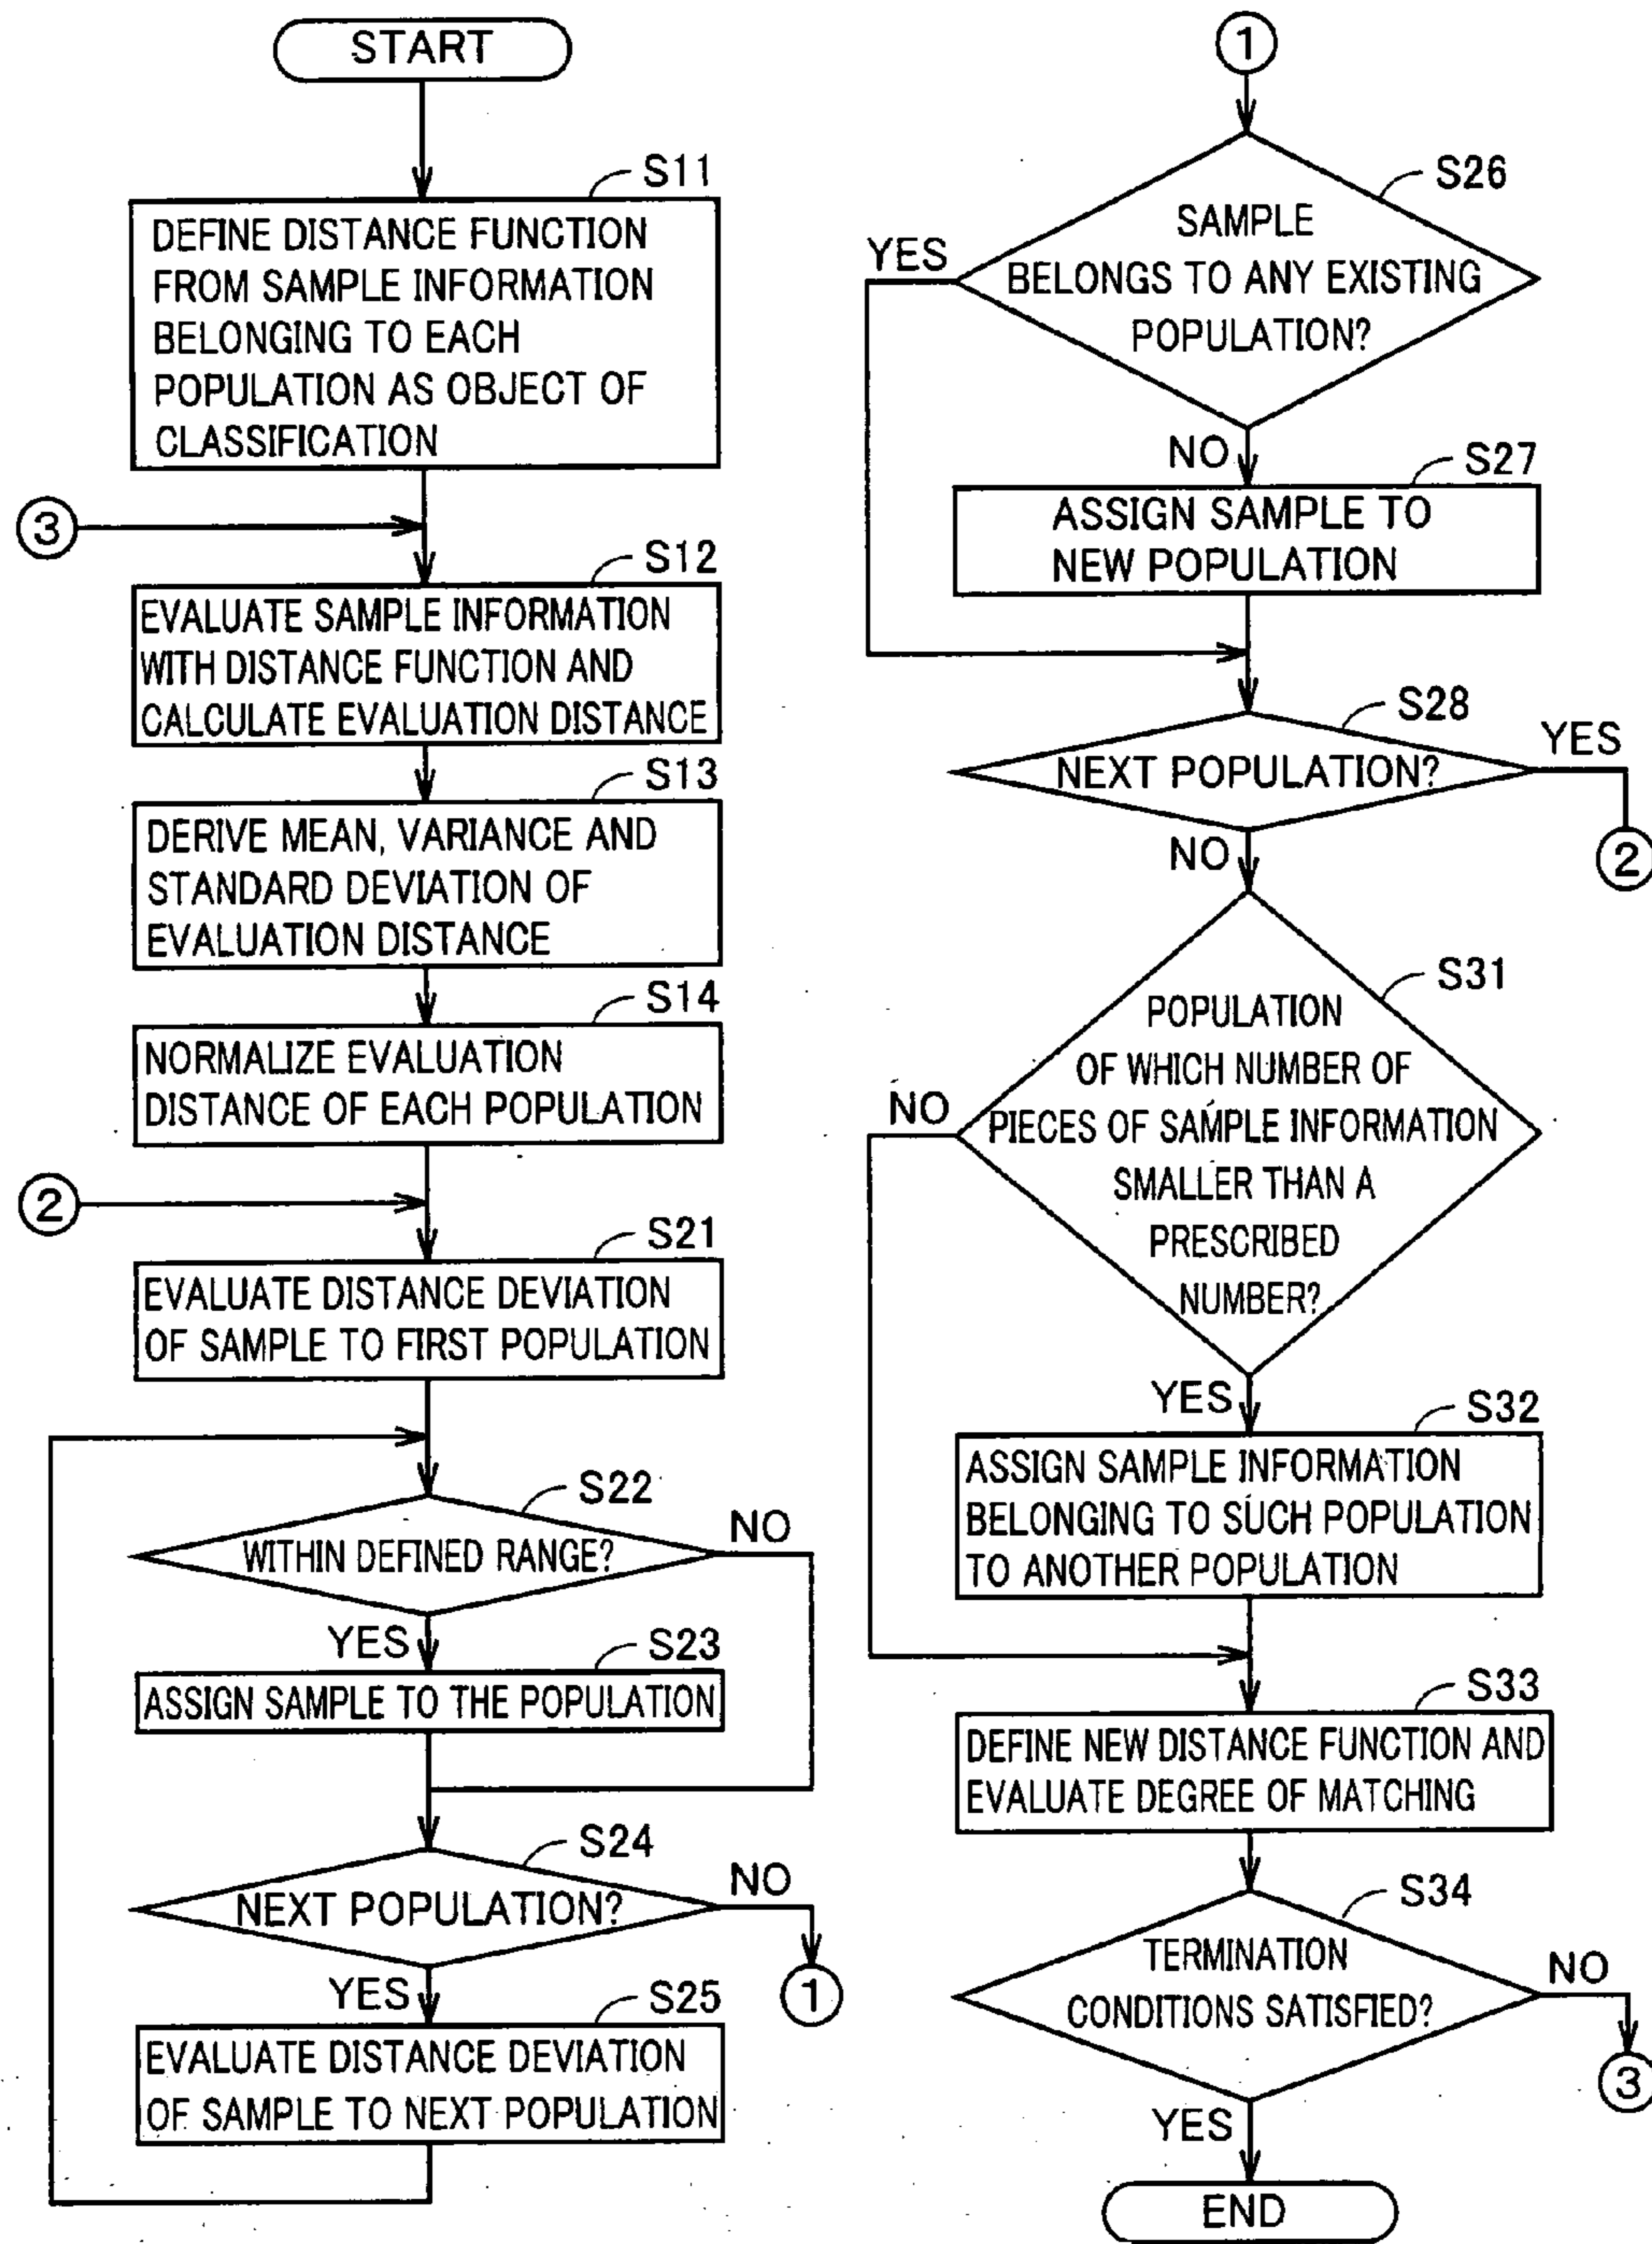 START
S11
DEFINE DISTANCE FUNCTION
FROM SAMPLE INFORMATION
BELONGING TO EACH
POPULATION AS OBJECT OF
CLASSIFICATION
3
S12
EVALUATE SAMPLE INFORMATION
WITH DISTANCE FUNCTION AND
CALCULATE EVALUATION DISTANCE
S13
DERIVE MEAN, VARIANCE AND
STANDARD DEVIATION OF
EVALUATION DISTANCE
S14
NORMALIZE EVALUATION
DISTANCE OF EACH POPULATION
2
S21
EVALUATE DISTANCE DEVIATION
OF SAMPLE TO FIRST POPULATION
S22
WITHIN DEFINED RANGE?
NO
YES
S23
ASSIGN SAMPLE TO THE POPULATION
S24
NEXT POPULATION?
NO
1
YES
S25
EVALUATE DISTANCE DEVIATION
OF SAMPLE TO NEXT POPULATION
1
S26
SAMPLE
BELONGS TO ANY EXISTING
POPULATION?
YES
NO
S27
ASSIGN SAMPLE TO
NEW POPULATION
S28
NEXT POPULATION?
YES
2
NO
S31
POPULATION
OF WHICH NUMBER OF
PIECES OF SAMPLE INFORMATION
SMALLER THAN A
PRESCRIBED
NUMBER?
NO
YES
S32
ASSIGN SAMPLE INFORMATION
BELONGING TO SUCH POPULATION
TO ANOTHER POPULATION
S33
DEFINE NEW DISTANCE FUNCTION AND
EVALUATE DEGREE OF MATCHING
S34
TERMINATION
CONDITIONS SATISFIED?
NO
3
YES
END